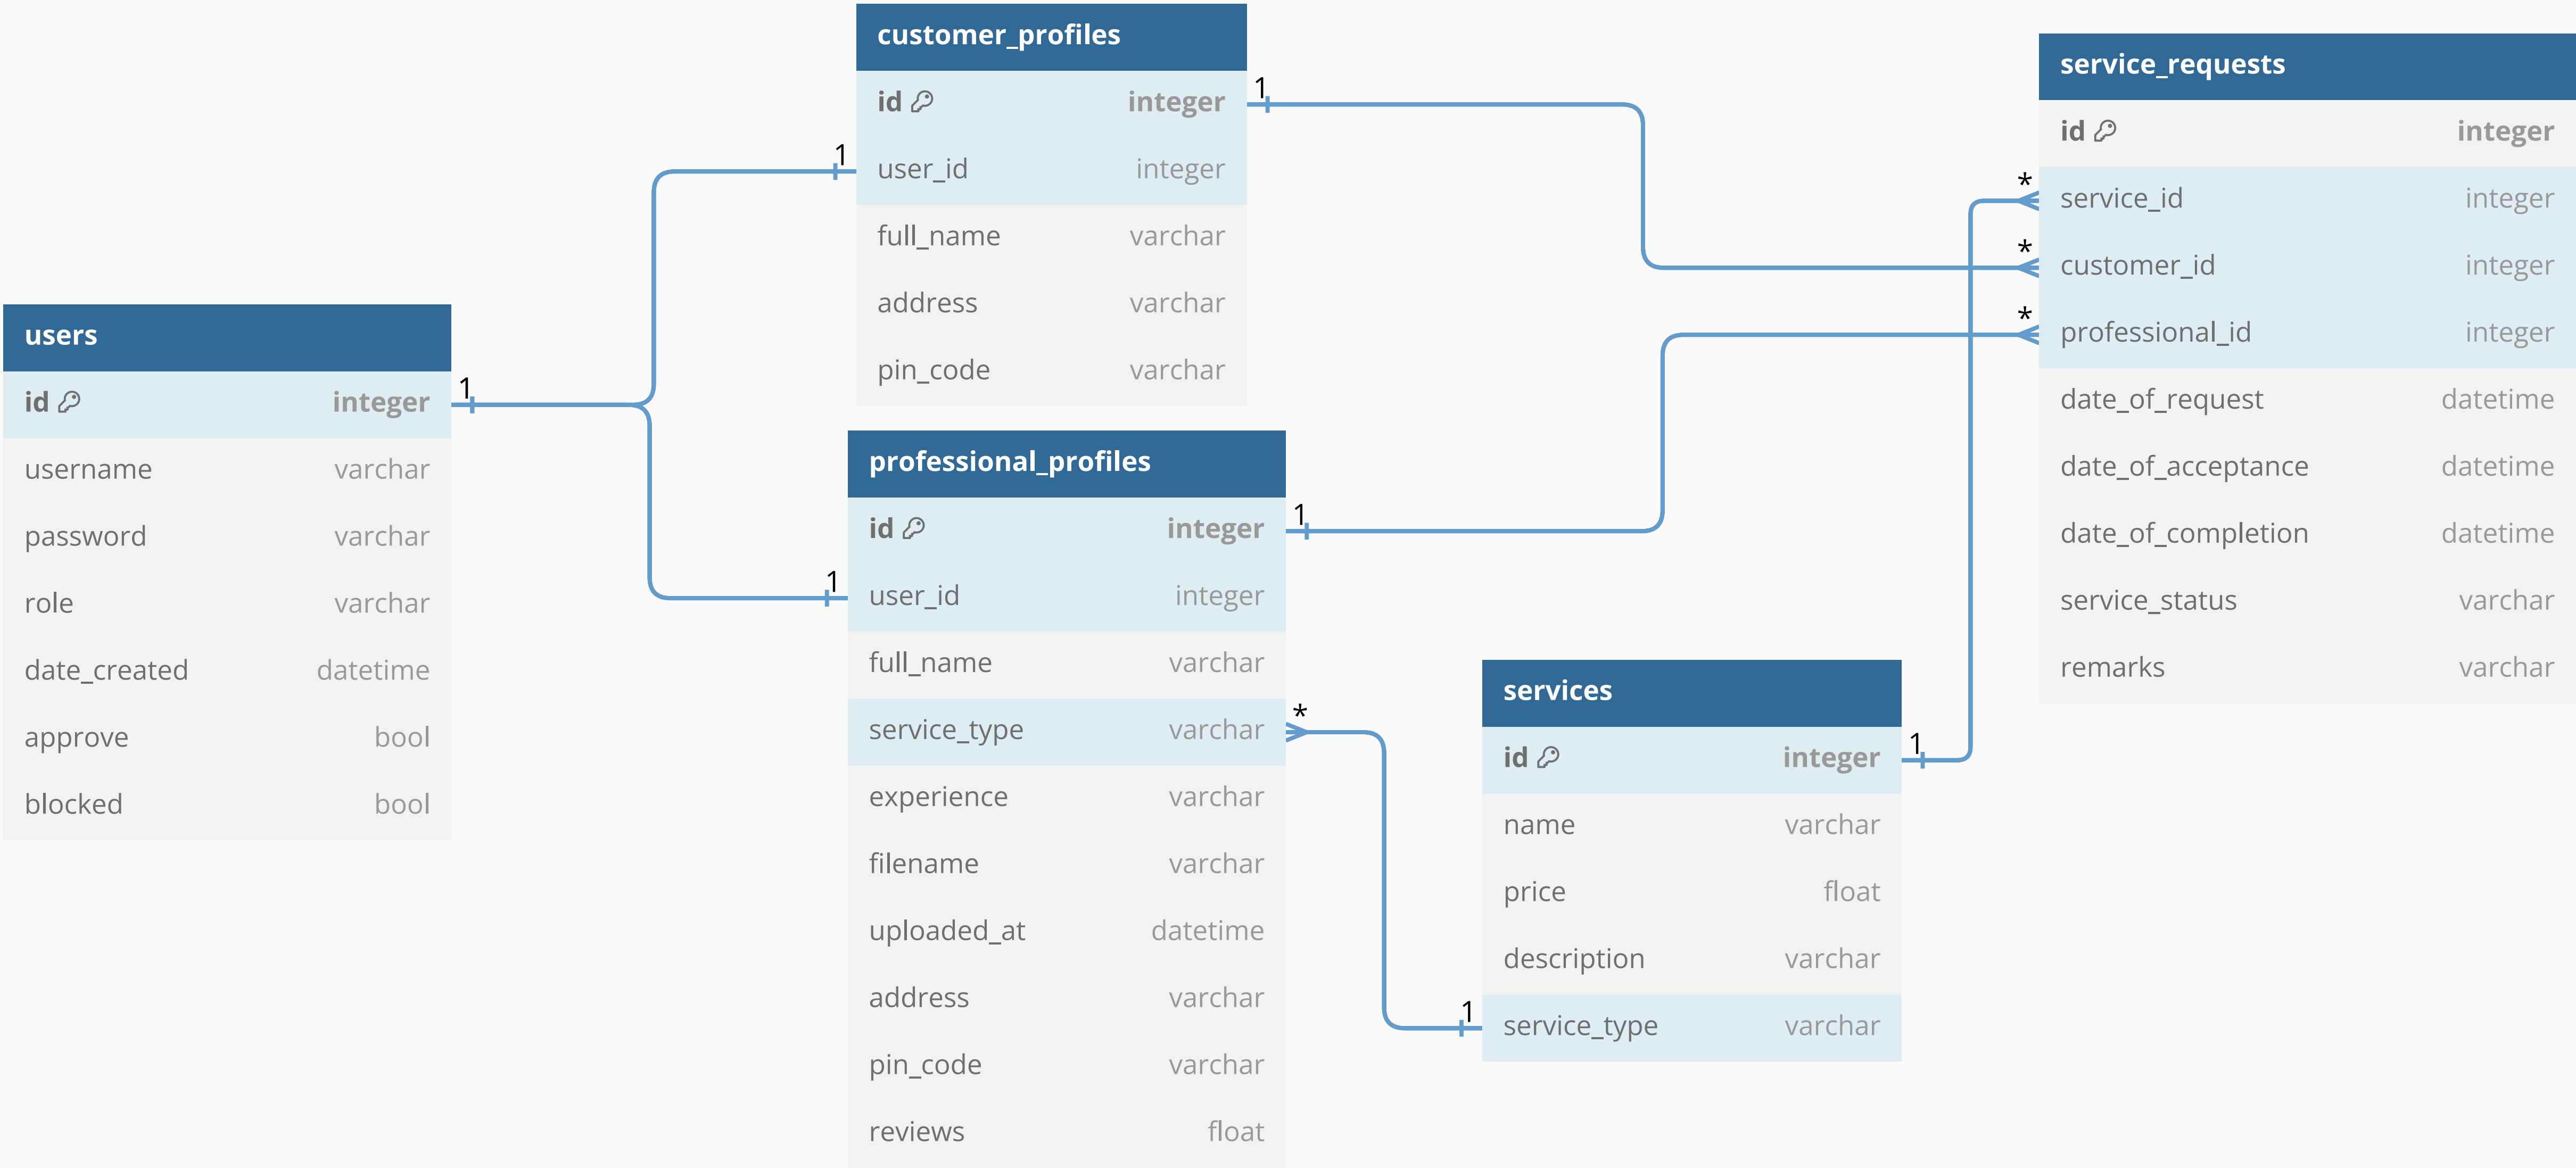 customer_profiles
id integer
user_id integer
full_name varchar
address varchar
pin_code varchar
service_requests
id integer
service_id integer
customer_id integer
professional_id integer
date_of_request datetime
date_of_acceptance datetime
date_of_completion datetime
service_status varchar
remarks varchar
users
id integer
username varchar
password varchar
role varchar
date_created datetime
approve bool
blocked bool
professional_profiles
id integer
user_id integer
full_name varchar
service_type varchar
experience varchar
filename varchar
uploaded_at datetime
address varchar
pin_code varchar
reviews float
services
id integer
name varchar
price float
description varchar
service_type varchar
1
1
1
1
1
1
1
*
*
*
*